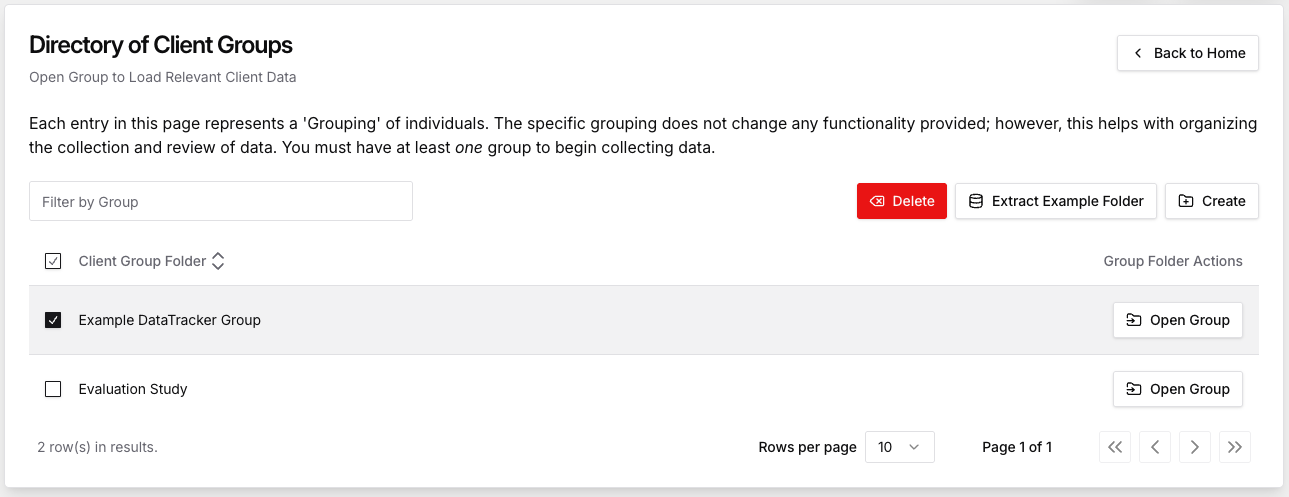 Directory of Client Groups
Back to Home
Open Group to Load Relevant Client Data
Each entry in this page represents a 'Grouping' of individuals. The specific grouping does not change any functionality provided; however, this helps with organizing
the collection and review of data. You must have at least one group to begin collecting data.
Filter by Group
Delete
Extract Example Folder
Create
Client Group Folder
Group Folder Actions
Example DataTracker Group
Open Group
Evaluation Study
Open Group
2 row(s) in results.
Rows per page
10
Page 1 of 1